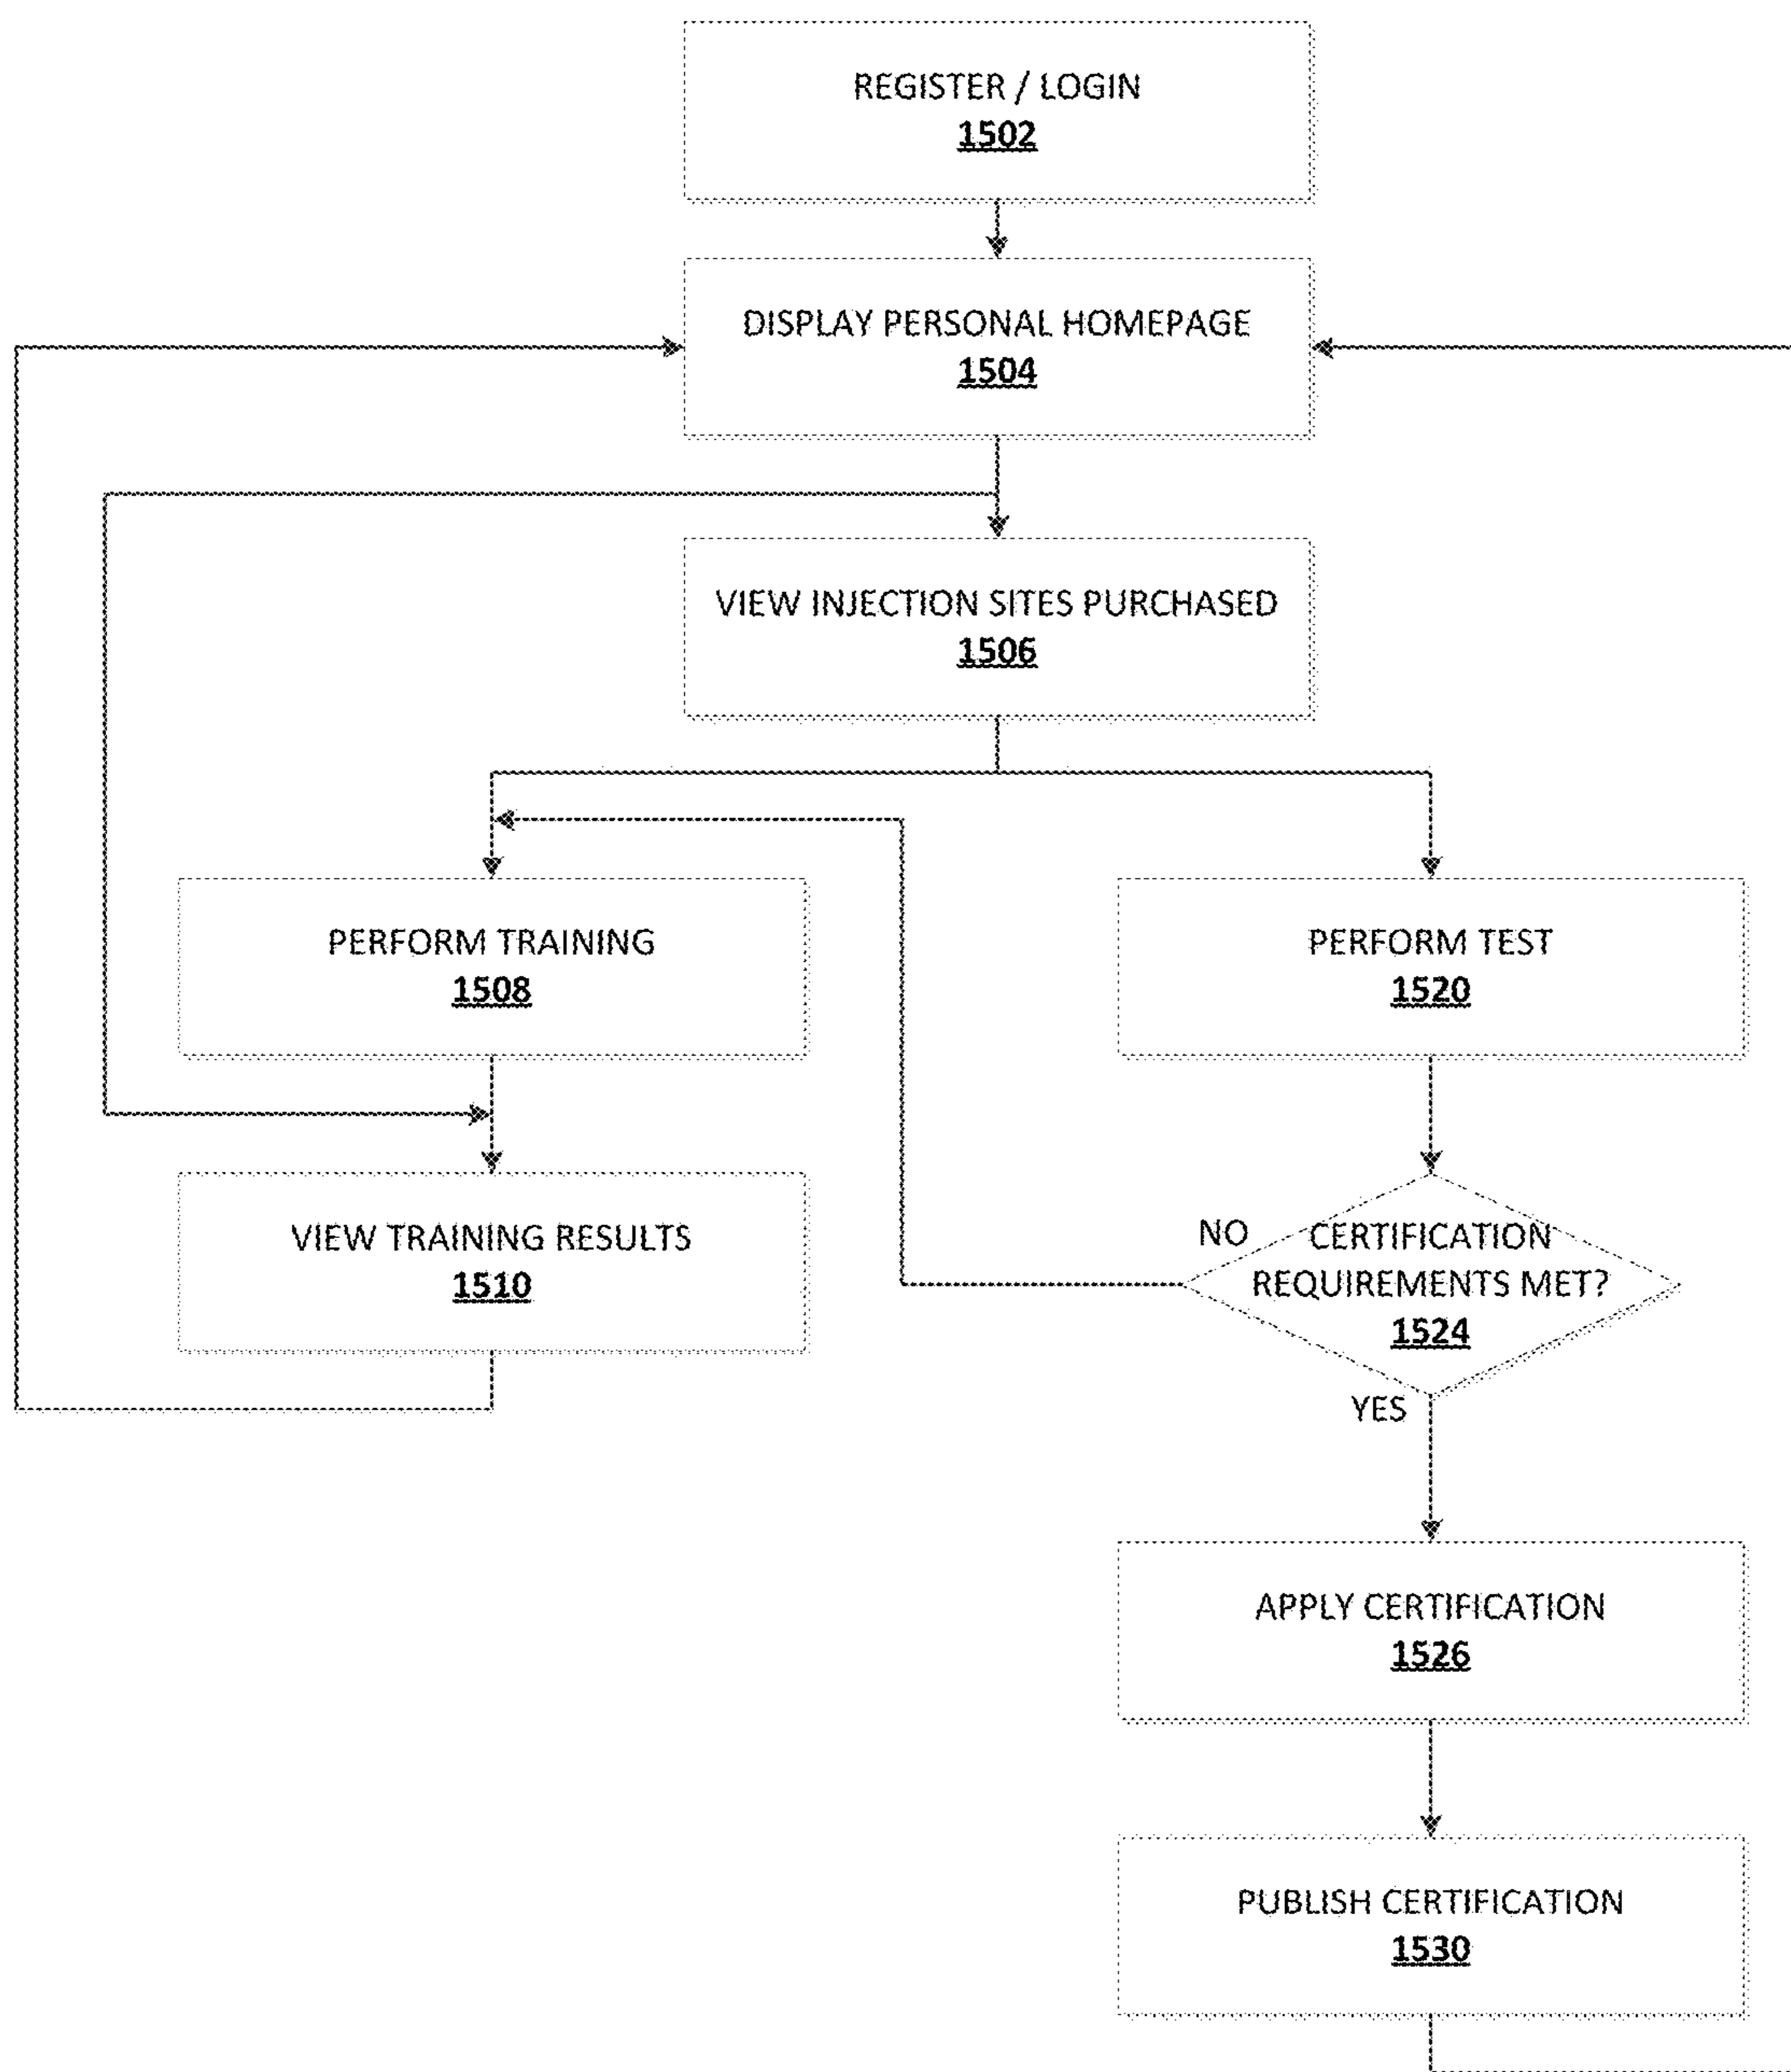 REGISTER / LOGIN
1502
DISPLAY PERSONAL HOMEPAGE
1504
VIEW INJECTION SITES PURCHASED
1506
PERFORM TRAINING
1508
PERFORM TEST
1520
VIEW TRAINING RESULTS
1510
NO
CERTIFICATION
REQUIREMENTS MET?
1524
YES
APPLY CERTIFICATION
1526
PUBLISH CERTIFICATION
1530